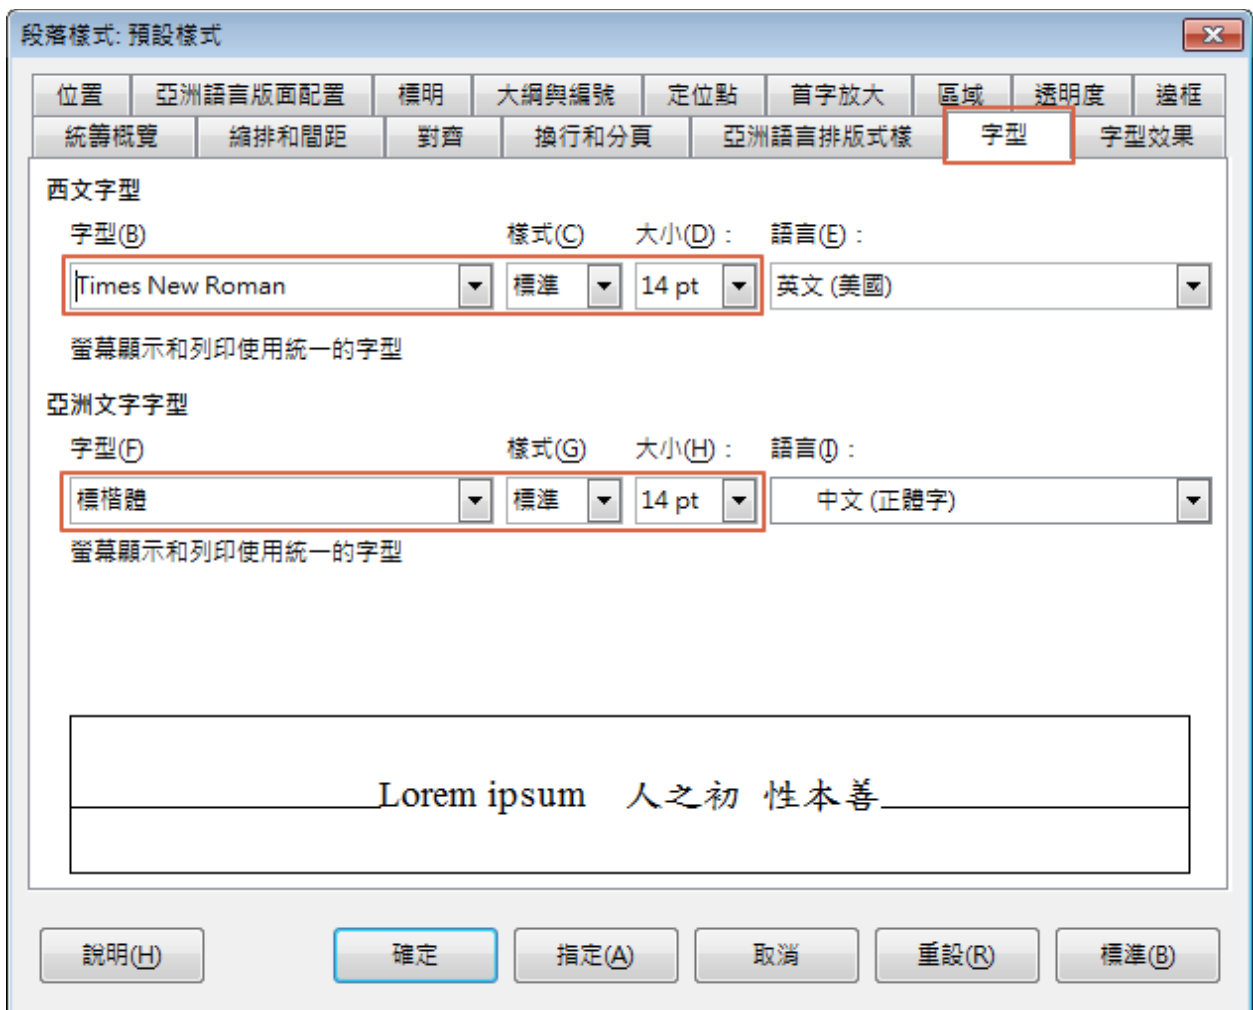 段落樣式: 預設樣式
位置 亞洲語言版面配置 標明 大綱與編號 定位點 首字放大 區域 透明度 邊框
統籌概覽 縮排和間距 對齊 換行和分頁 亞洲語言排版式樣 字型 字型效果
西文字型
字型(B) 樣式(C) 大小(D)： 語言(E)：
Times New Roman 標準 14 pt 英文 (美國)
螢幕顯示和列印使用統一的字型
亞洲文字字型
字型(F) 樣式(G) 大小(H)： 語言(I)：
標楷體 標準 14 pt 中文 (正體字)
螢幕顯示和列印使用統一的字型
Lorem ipsum 人之初 性本善
說明(H) 確定 指定(A) 取消 重設(R) 標準(B)